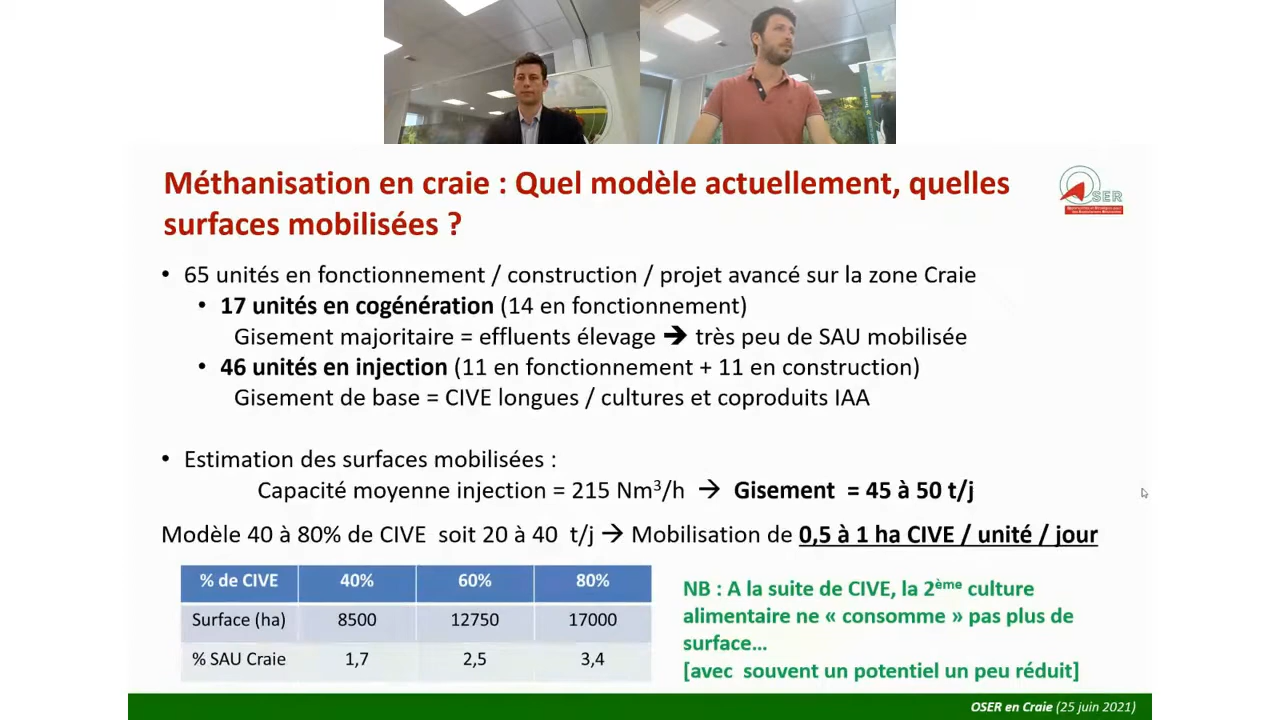 Méthanisation en craie : Quel modèle actuellement, quelles
surfaces mobilisées ?
OSER
• 65 unités en fonctionnement / construction / projet avancé sur la zone Craie
• 17 unités en cogénération (14 en fonctionnement)
Gisement majoritaire = effluents élevage → très peu de SAU mobilisée
• 46 unités en injection (11 en fonctionnement + 11 en construction)
Gisement de base = CIVE longues / cultures et coproduits IAA
• Estimation des surfaces mobilisées :
Capacité moyenne injection = 215 Nm³/h → Gisement = 45 à 50 t/j
Modèle 40 à 80% de CIVE soit 20 à 40 t/j → Mobilisation de 0,5 à 1 ha CIVE / unité / jour
% de CIVE 40% 60% 80%
Surface (ha) 8500 12750 17000
% SAU Craie 1,7 2,5 3,4
NB : A la suite de CIVE, la 2ème culture
alimentaire ne « consomme » pas plus de
surface…
[avec souvent un potentiel un peu réduit]
OSER en Craie (25 juin 2021)